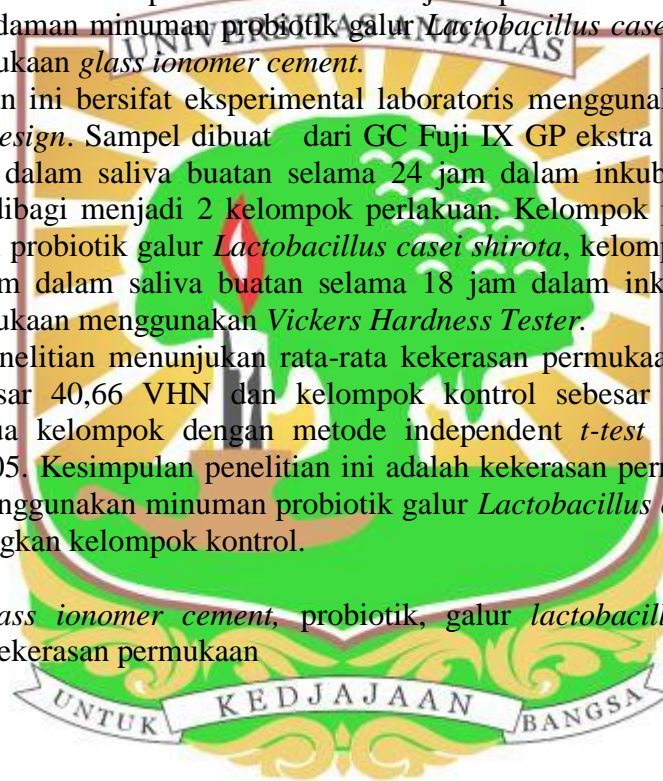 daman minuman probiotik galur Lactobacillus case
UNIVERSITAS ANDALAS
ukaan glass ionomer cement.
n ini bersifat eksperimental laboratoris menggunal
esign. Sampel dibuat dari GC Fuji IX GP ekstra
dalam saliva buatan selama 24 jam dalam inkub
dibagi menjadi 2 kelompok perlakuan. Kelompok p
probiotik galur Lactobacillus casei shirota, kelomp
m dalam saliva buatan selama 18 jam dalam ink
ukaan menggunakan Vickers Hardness Tester.
enelitian menunjukan rata-rata kekerasan permukaa
sar 40,66 VHN dan kelompok kontrol sebesar
ua kelompok dengan metode independent t-test
05. Kesimpulan penelitian ini adalah kekerasan perr
nggunakan minuman probiotik galur Lactobacillus c
gkan kelompok kontrol.
ass ionomer cement, probiotik, galur lactobacill
ekerasan permukaan
UNTUK KEDJAJAAN BANGSA